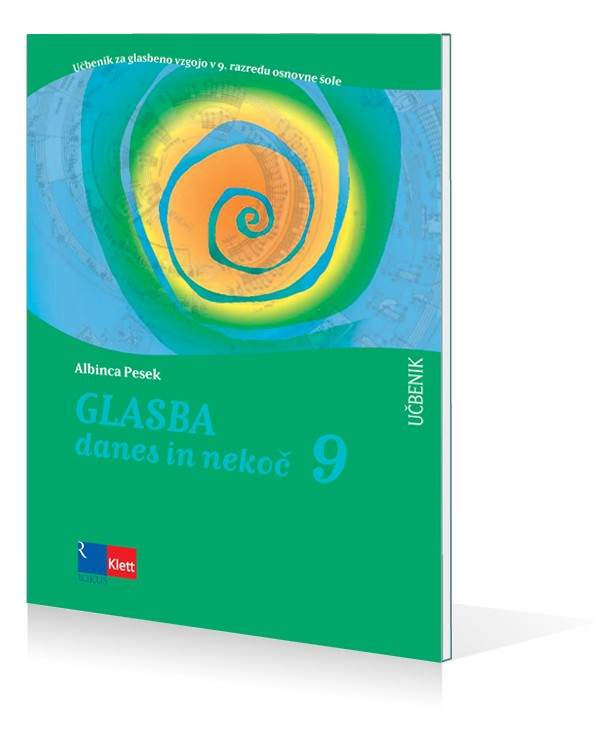 Učbenik za glasbeno vzgojo v 9. razredu osnovne šole
Albinca Pesek
UČBENIK
GLASBA
danes in nekoč 9
R
Klett
ROKUS